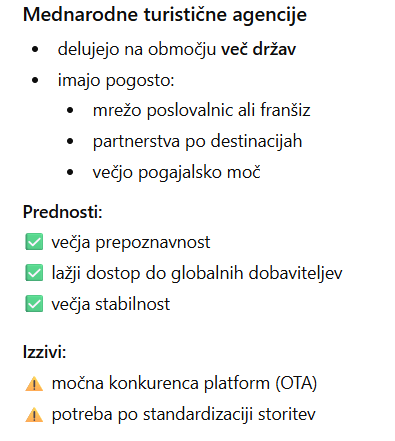 Mednarodne turistične agencije
• delujejo na območju več držav
• imajo pogosto:
• mrežo poslovalnic ali franšiz
• partnerstva po destinacijah
• večjo pogajalsko moč
Prednosti:
✅ večja prepoznavnost
✅ lažji dostop do globalnih dobaviteljev
✅ večja stabilnost
Izzivi:
⚠️ močna konkurenca platform (OTA)
⚠️ potreba po standardizaciji storitev